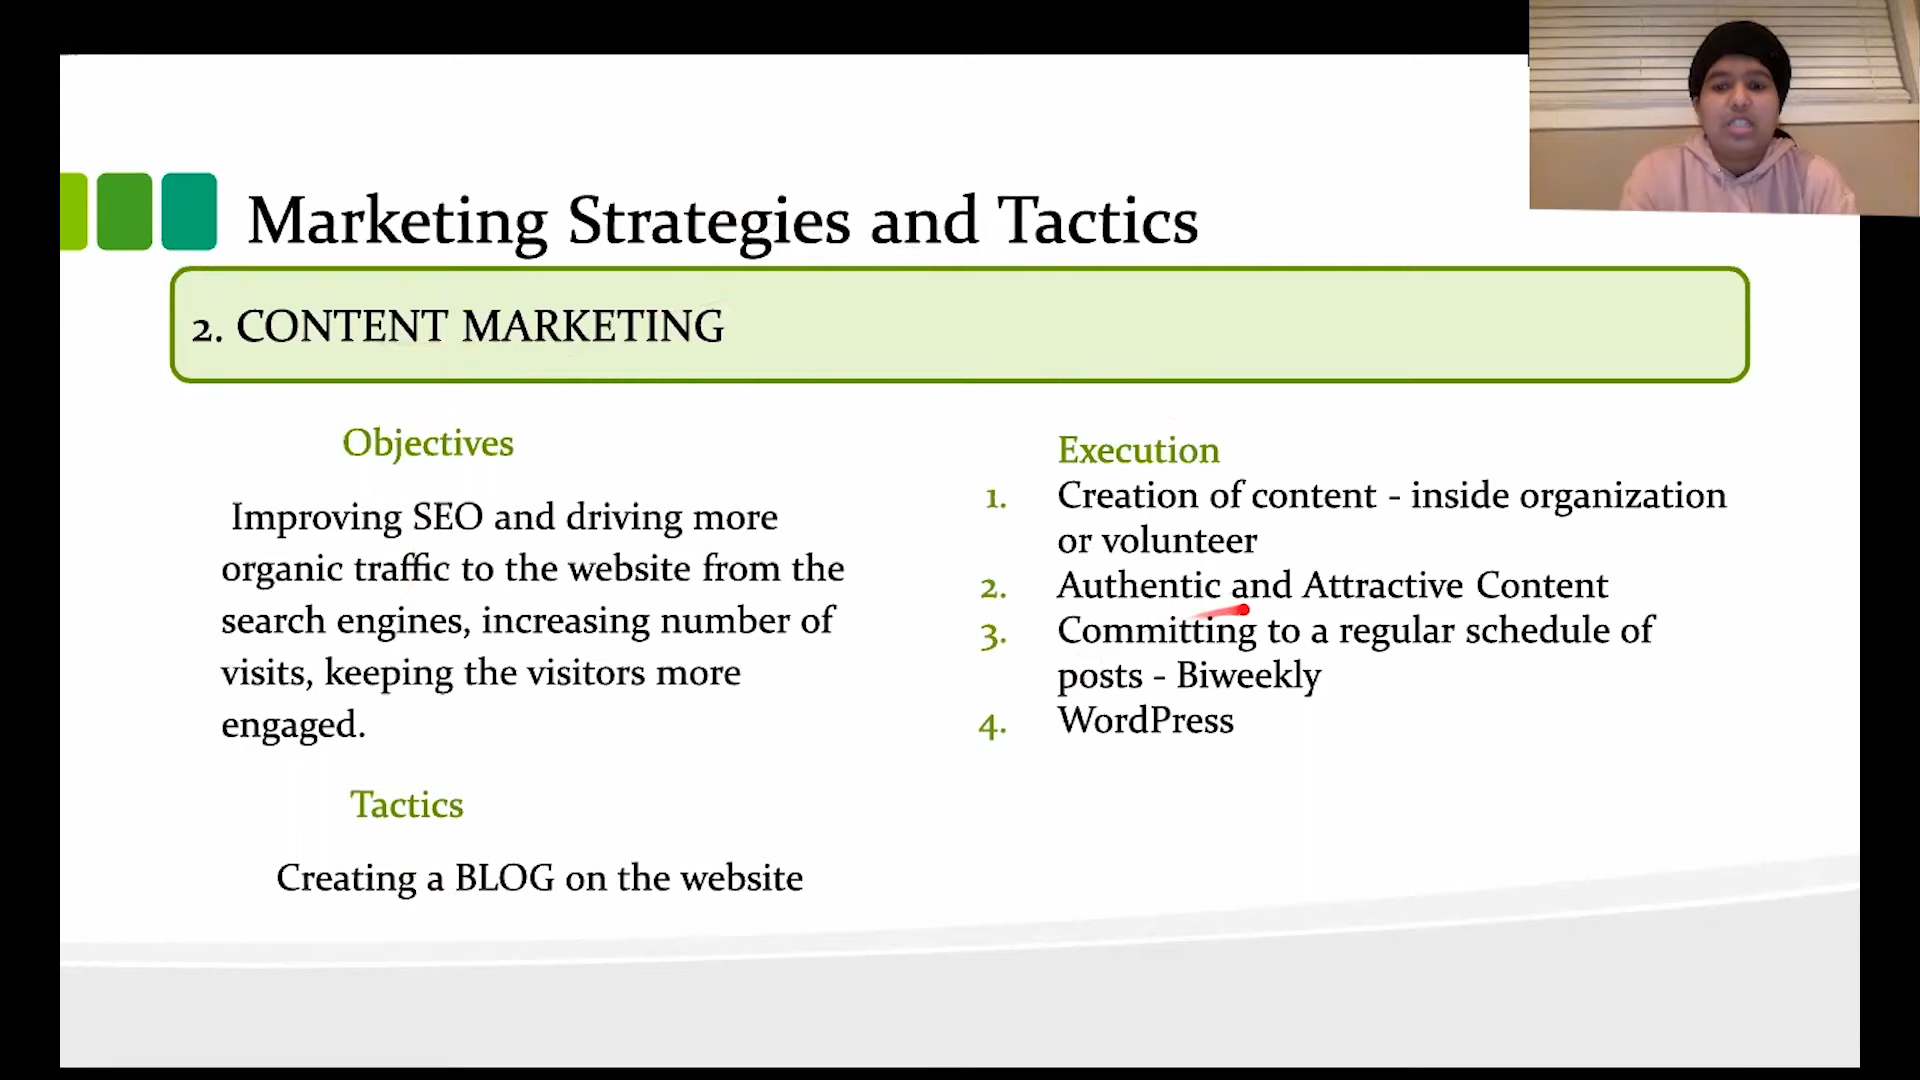 Marketing Strategies and Tactics
2. CONTENT MARKETING
Objectives
Improving SEO and driving more
organic traffic to the website from the
search engines, increasing number of
visits, keeping the visitors more
engaged.
Tactics
Creating a BLOG on the website
Execution
1. Creation of content - inside organization
or volunteer
2. Authentic and Attractive Content
3. Committing to a regular schedule of
posts - Biweekly
4. WordPress